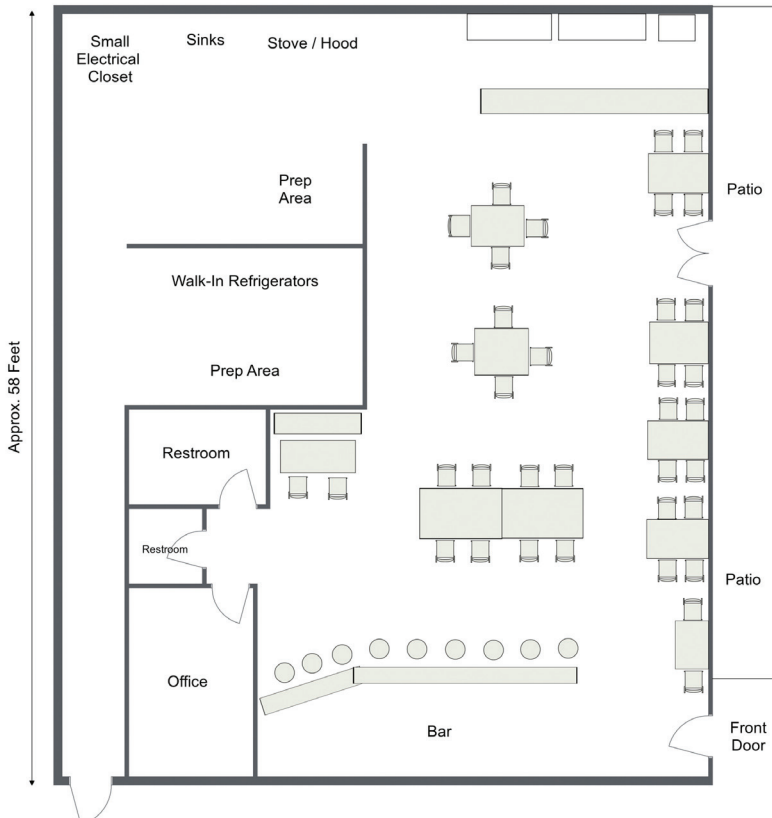 Small
Electrical
Closet
Sinks
Stove / Hood
Prep
Area
Patio
Walk-In Refrigerators
Prep Area
Approx. 58 Feet
Restroom
Restroom
Patio
Office
Bar
Front
Door